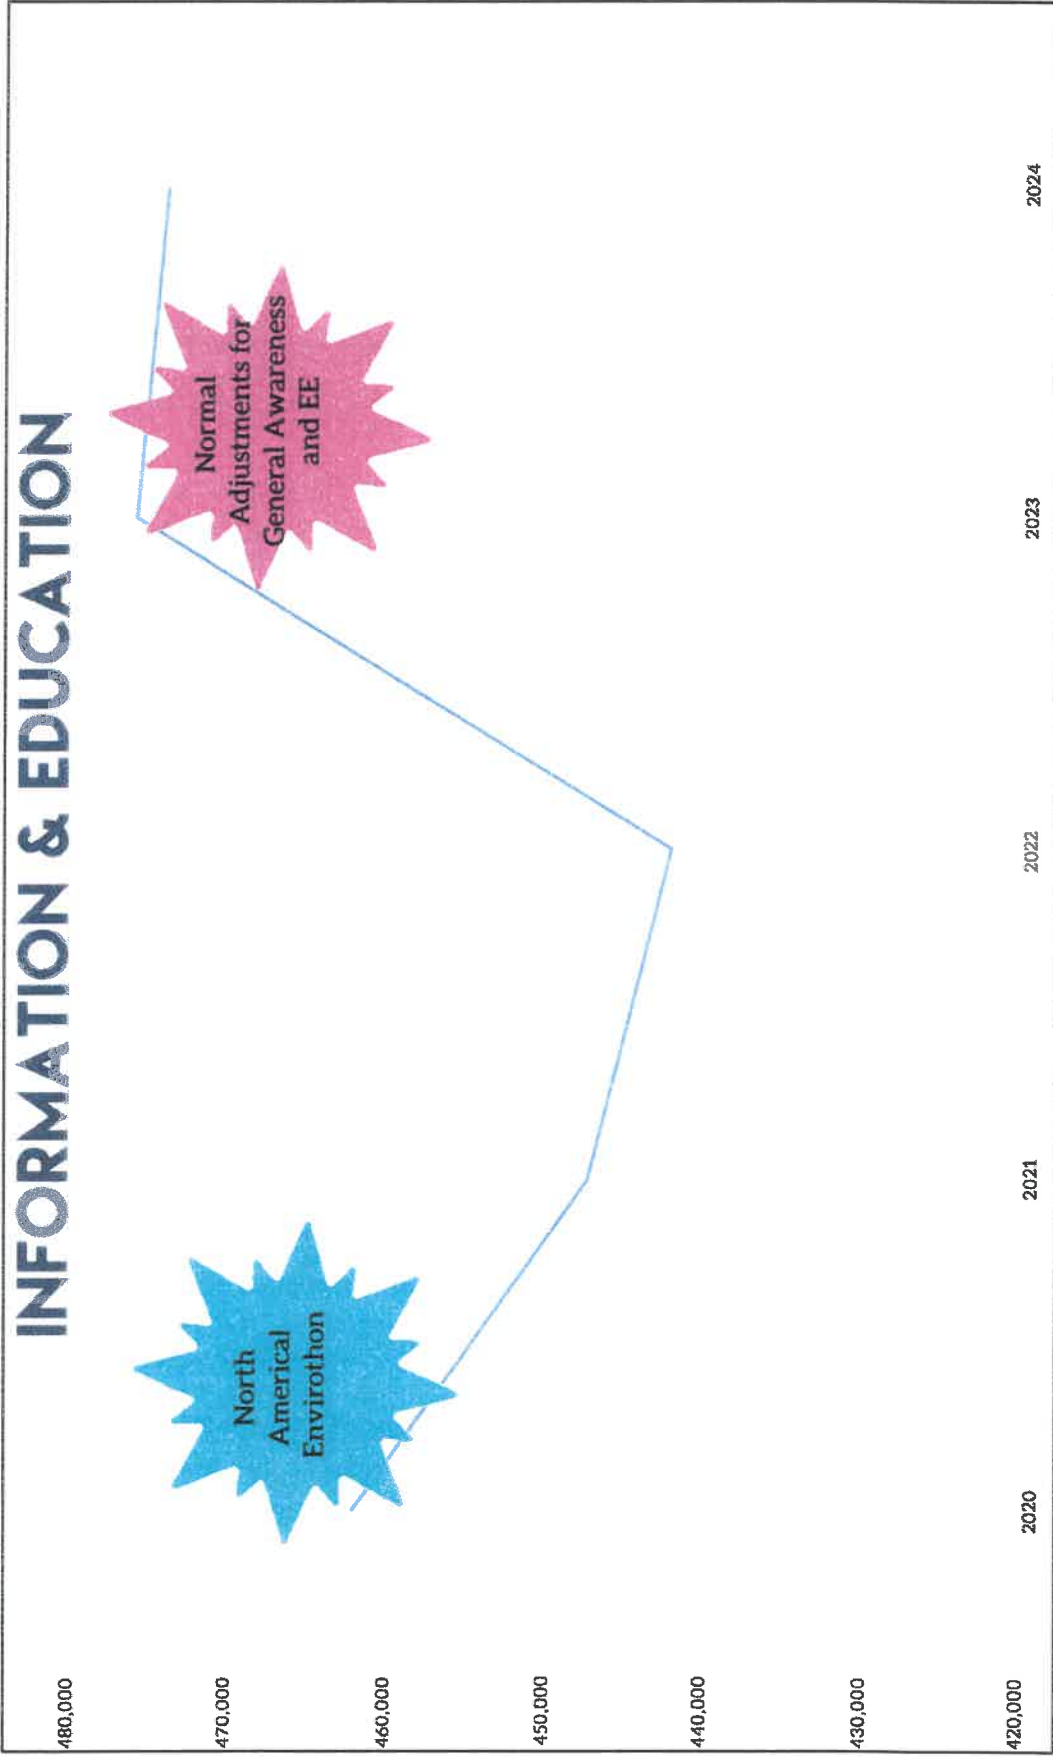 INFORMATION & EDUCATION
480,000
470,000
460,000
450,000
440,000
430,000
420,000
North
Americal
Envirothon
Normal
Adjustments for
General Awareness
and EE
2020
2021
2022
2023
2024